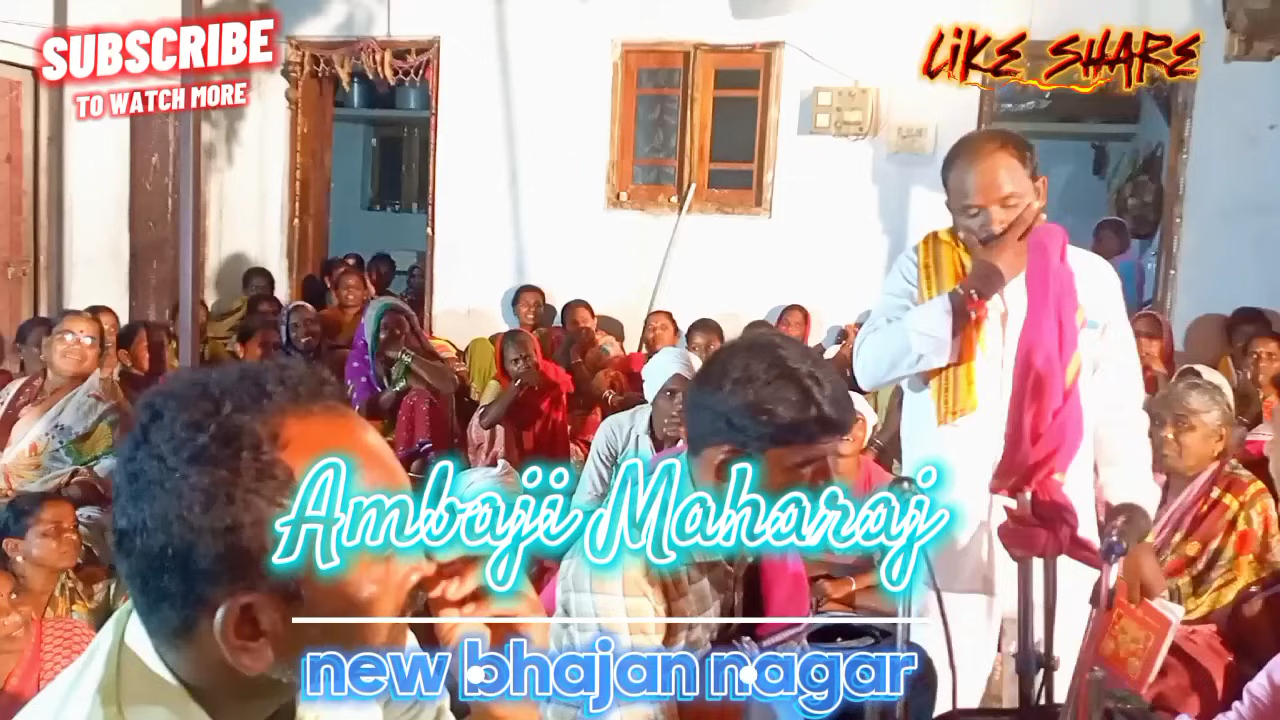 SUBSCRIBE
TO WATCH MORE
LiKE SHARE
Ambaji Maharaj
new bhajan nagar